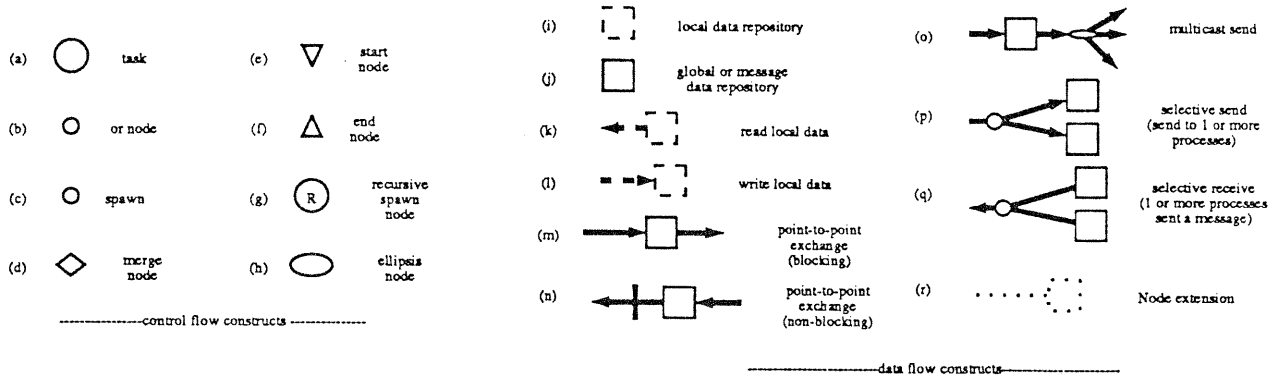 (a) task
(b) or node
(c) spawn
(d) merge
node
(e) start
node
(f) end
node
(g) R recursive
spawn
node
(h) ellipsis
node
------------------control flow constructs----------------
(i) local data repository
(j) global or message
data repository
(k) read local data
(l) write local data
(m) point-to-point
exchange
(blocking)
(n) point-to-point
exchange
(non-blocking)
(o) multicast send
(p) selective send
(send to 1 or more
processes)
(q) selective receive
(1 or more processes
sent a message)
(r) Node extension
----------------------------data flow constructs-------------------------